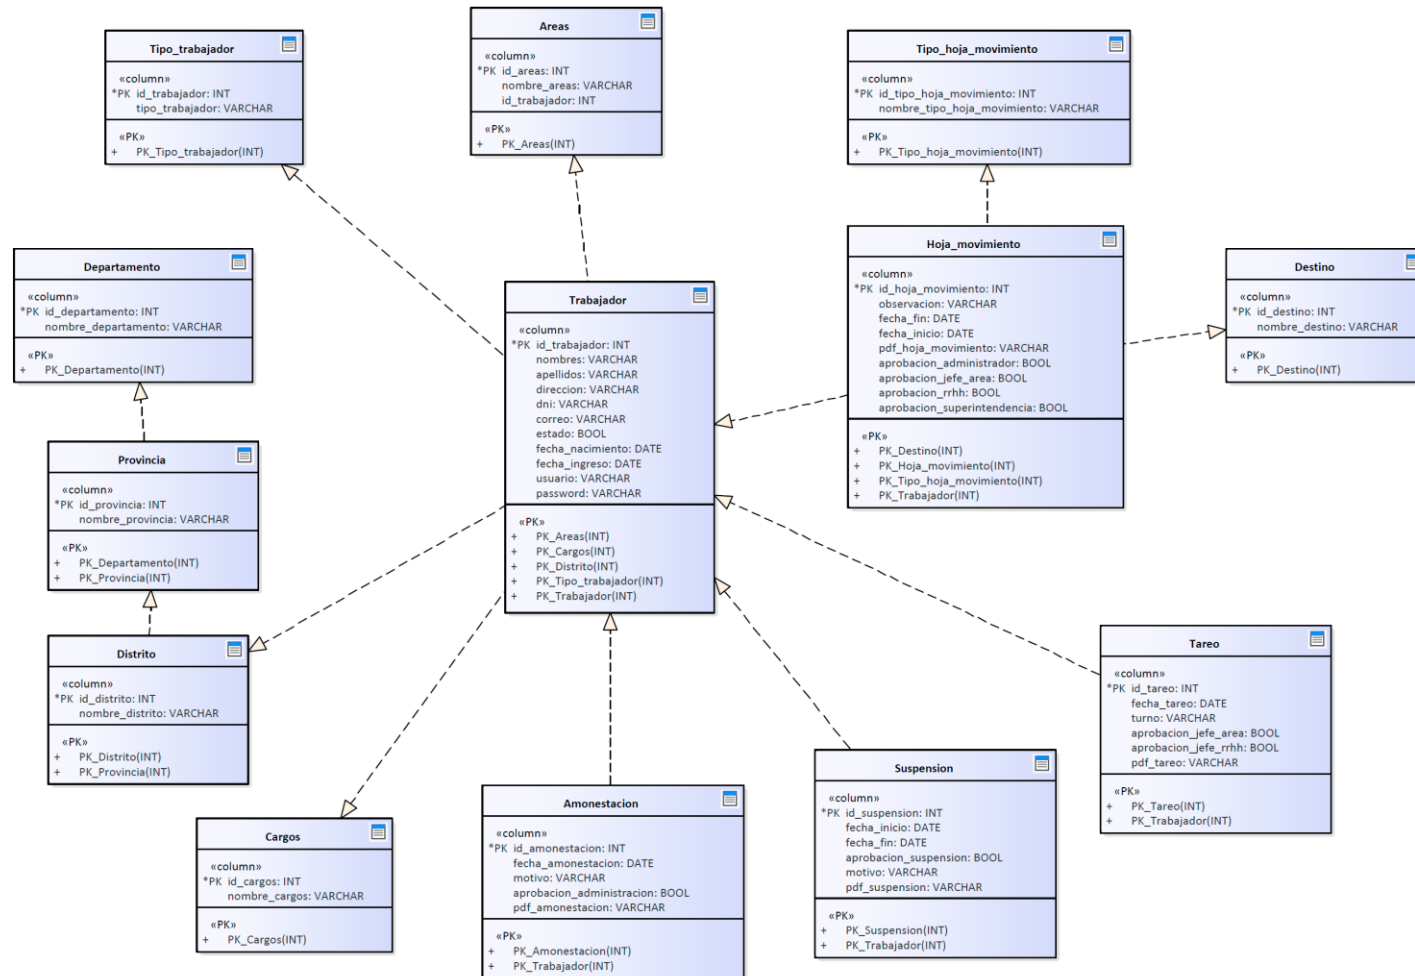 Tipo_trabajador
«column»
*PK id_trabajador: INT
tipo_trabajador: VARCHAR
«PK»
+ PK_Tipo_trabajador(INT)
Areas
«column»
*PK id_areas: INT
nombre_areas: VARCHAR
id_trabajador: INT
«PK»
+ PK_Areas(INT)
Tipo_hoja_movimiento
«column»
*PK id_tipo_hoja_movimiento: INT
nombre_tipo_hoja_movimiento: VARCHAR
«PK»
+ PK_Tipo_hoja_movimiento(INT)
Departamento
«column»
*PK id_departamento: INT
nombre_departamento: VARCHAR
«PK»
+ PK_Departamento(INT)
Trabajador
«column»
*PK id_trabajador: INT
nombres: VARCHAR
apellidos: VARCHAR
direccion: VARCHAR
dni: VARCHAR
correo: VARCHAR
estado: BOOL
fecha_nacimiento: DATE
fecha_ingreso: DATE
usuario: VARCHAR
password: VARCHAR
«PK»
+ PK_Areas(INT)
+ PK_Cargos(INT)
+ PK_Distrito(INT)
+ PK_Tipo_trabajador(INT)
+ PK_Trabajador(INT)
Hoja_movimiento
«column»
*PK id_hoja_movimiento: INT
observacion: VARCHAR
fecha_fin: DATE
fecha_inicio: DATE
pdf_hoja_movimiento: VARCHAR
aprobacion_administrador: BOOL
aprobacion_jefe_area: BOOL
aprobacion_rrhh: BOOL
aprobacion_superintendencia: BOOL
«PK»
+ PK_Destino(INT)
+ PK_Hoja_movimiento(INT)
+ PK_Tipo_hoja_movimiento(INT)
+ PK_Trabajador(INT)
Destino
«column»
*PK id_destino: INT
nombre_destino: VARCHAR
«PK»
+ PK_Destino(INT)
Provincia
«column»
*PK id_provincia: INT
nombre_provincia: VARCHAR
«PK»
+ PK_Departamento(INT)
+ PK_Provincia(INT)
Distrito
«column»
*PK id_distrito: INT
nombre_distrito: VARCHAR
«PK»
+ PK_Distrito(INT)
+ PK_Provincia(INT)
Cargos
«column»
*PK id_cargos: INT
nombre_cargos: VARCHAR
«PK»
+ PK_Cargos(INT)
Amonestacion
«column»
*PK id_amonestacion: INT
fecha_amonestacion: DATE
motivo: VARCHAR
aprobacion_administracion: BOOL
pdf_amonestacion: VARCHAR
«PK»
+ PK_Amonestacion(INT)
+ PK_Trabajador(INT)
Suspension
«column»
*PK id_suspension: INT
fecha_inicio: DATE
fecha_fin: DATE
aprobacion_suspension: BOOL
motivo: VARCHAR
pdf_suspension: VARCHAR
«PK»
+ PK_Suspension(INT)
+ PK_Trabajador(INT)
Tareo
«column»
*PK id_tareo: INT
fecha_tareo: DATE
turno: VARCHAR
aprobacion_jefe_area: BOOL
aprobacion_jefe_rrhh: BOOL
pdf_tareo: VARCHAR
«PK»
+ PK_Tareo(INT)
+ PK_Trabajador(INT)